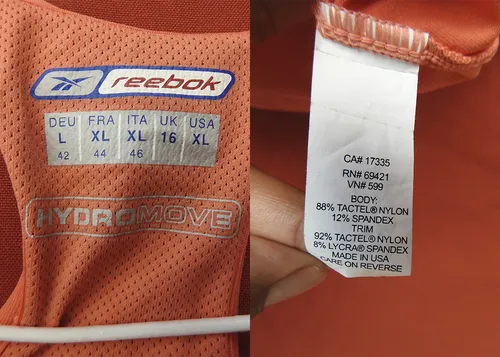 Reebok
DEU FRA ITA UK USA
L XL XL 16 XL
42 44 46
HYDROMOVE
CA# 17335
RN# 69421
VN# 599
BODY:
88% TACTEL® NYLON
12% SPANDEX
TRIM
92% TACTEL® NYLON
8% LYCRA® SPANDEX
MADE IN USA
CARE ON REVERSE